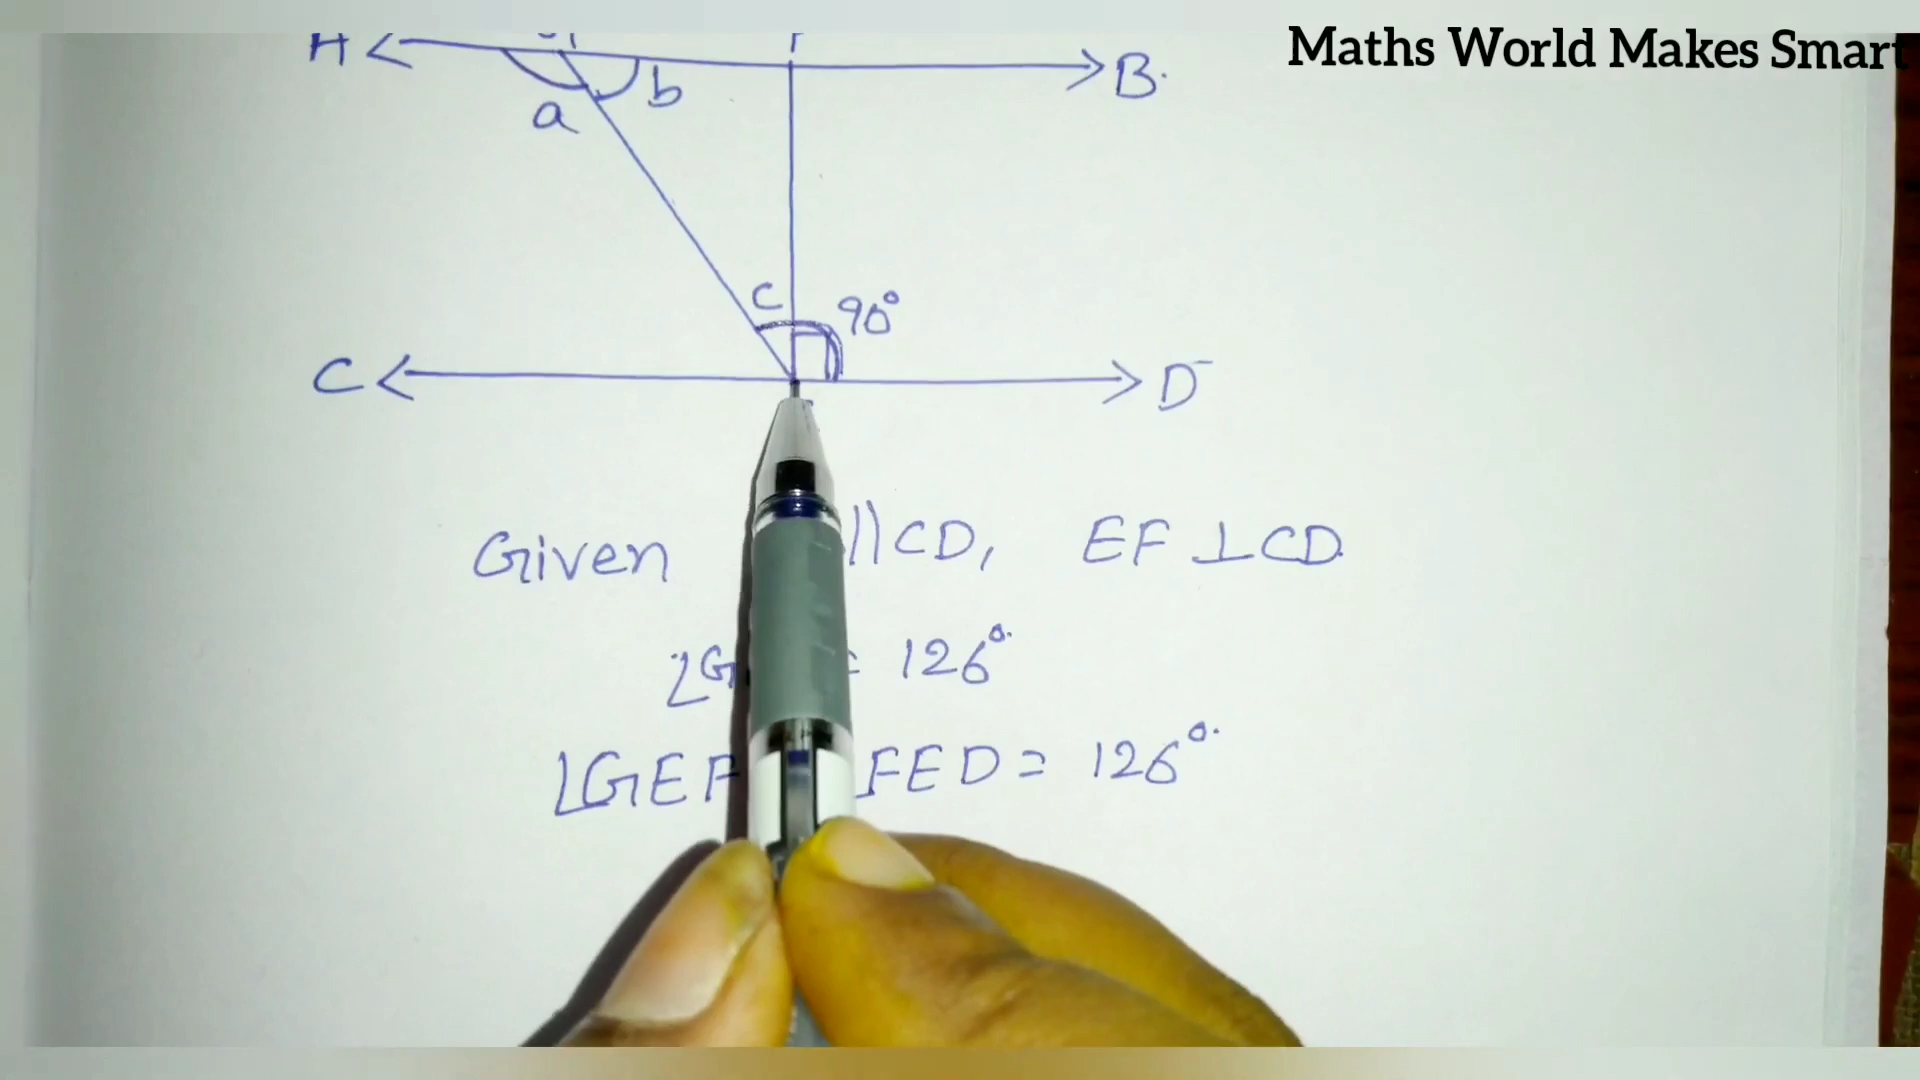 Maths World Makes Smart
B.
a b
c 90°
C D
Given ||CD, EF⊥CD.
∠G = 126°.
∠GEF FED = 126°.